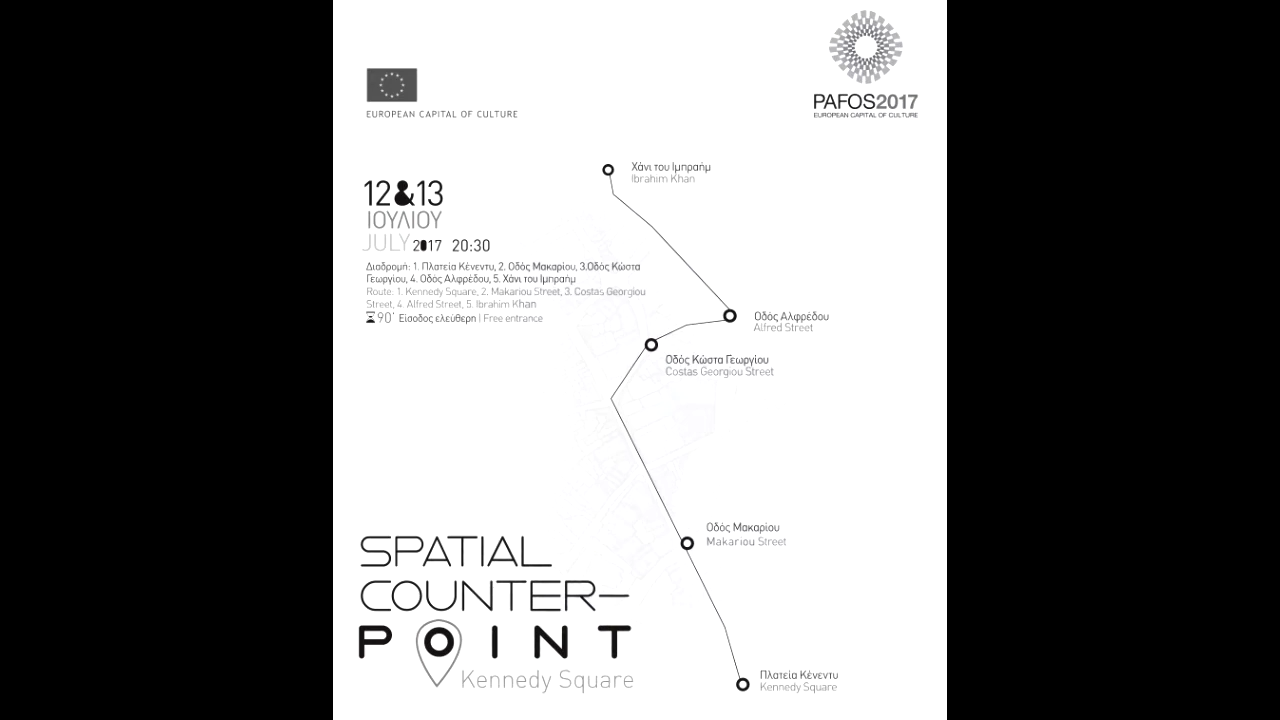 PAFOS2017
EUROPEAN CAPITAL OF CULTURE
EUROPEAN CAPITAL OF CULTURE
12&13
ΙΟΥΛΙΟΥ
JULY 2017 20:30
Διαδρομή: 1. Πλατεία Κένεντυ, 2. Οδός Μακαρίου, 3.Οδός Κώστα
Γεωργίου, 4. Οδός Αλφρέδου, 5. Χάνι του Ιμπραήμ
Route: 1. Kennedy Square, 2. Makariou Street, 3. Costas Georgiou
Street, 4. Alfred Street, 5. Ibrahim Khan
90' Είσοδος ελεύθερη | Free entrance
Χάνι του Ιμπραήμ
Ibrahim Khan
Οδός Αλφρέδου
Alfred Street
Οδός Κώστα Γεωργίου
Costas Georgiou Street
Οδός Μακαρίου
Makariou Street
Πλατεία Κένεντυ
Kennedy Square
SPATIAL
COUNTER–
POINT
Kennedy Square